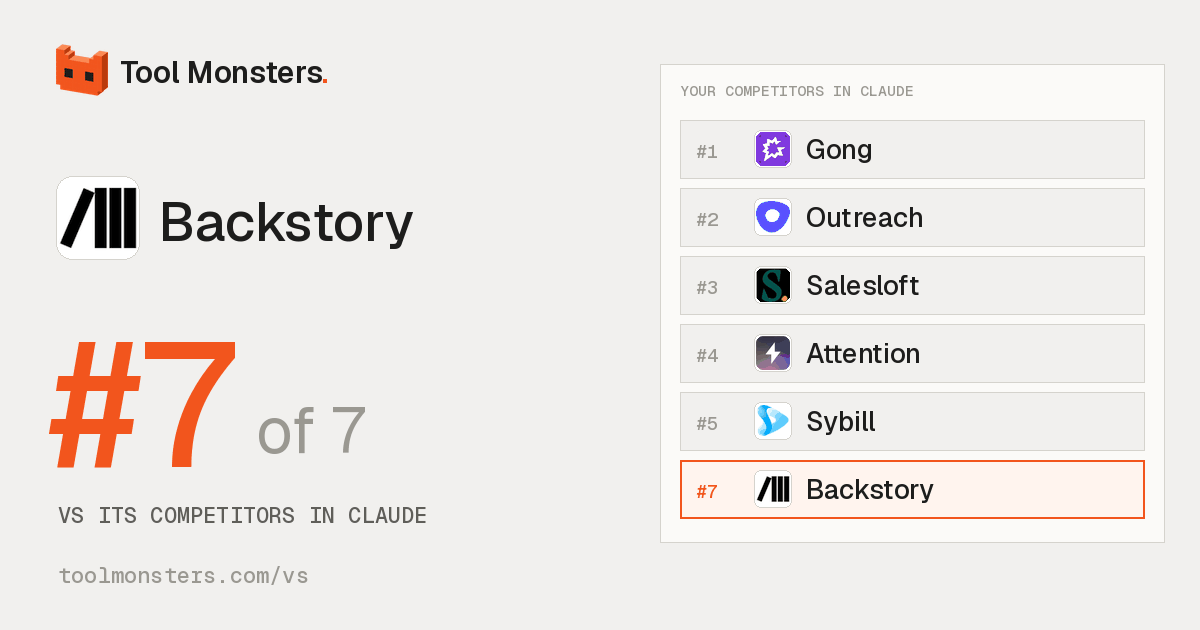 Tool Monsters.
Backstory
#7 of 7
VS ITS COMPETITORS IN CLAUDE
toolmonsters.com/vs
YOUR COMPETITORS IN CLAUDE
#1 Gong
#2 Outreach
#3 Salesloft
#4 Attention
#5 Sybill
#7 Backstory